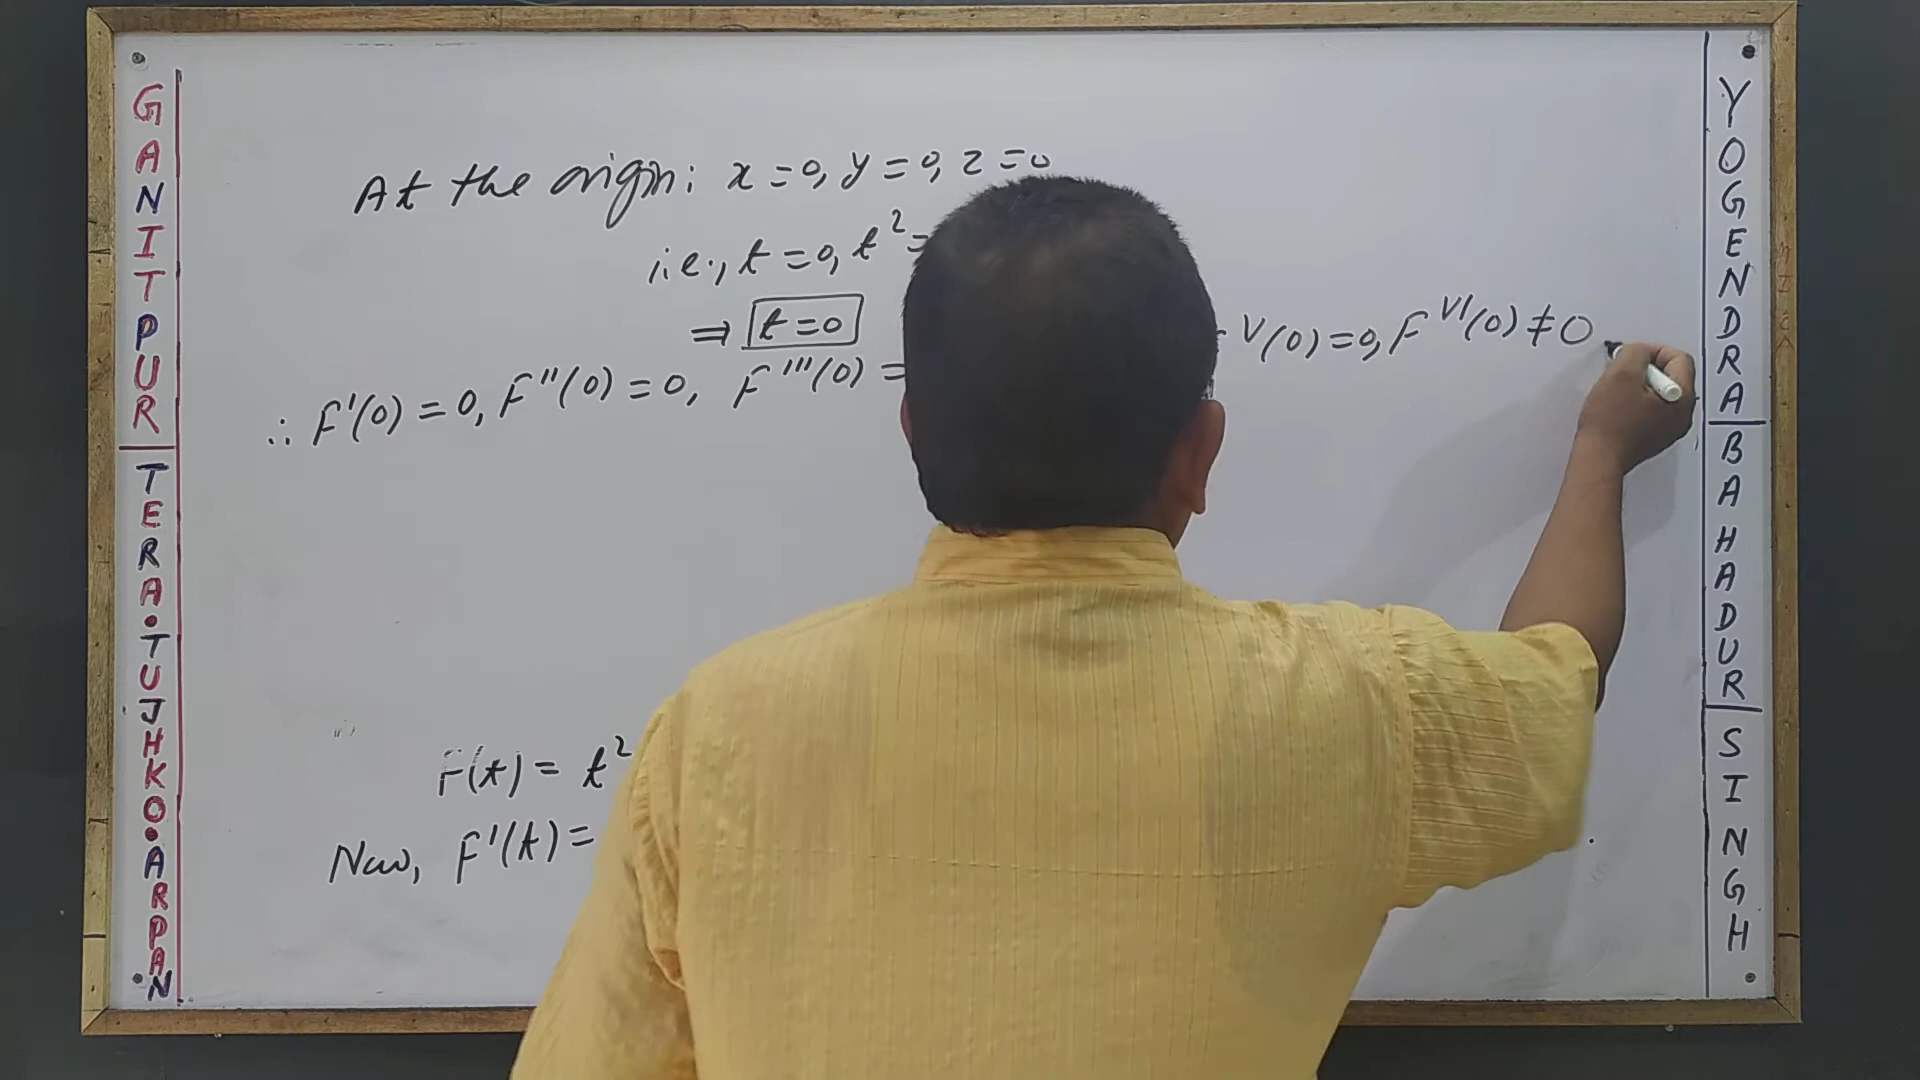 GANITPUR
TERA•TUJHKO•ARPAN
At the origin: x = 0, y = 0, z = 0
i.e., t = 0, t² =
⇒ t = 0
∴ F'(0) = 0, F''(0) = 0, F'''(0) = V(0) = 0, F^VI(0) ≠ 0
F(t) = t²
Now, F'(t) =
YOGENDRA
BAHADUR
SINGH